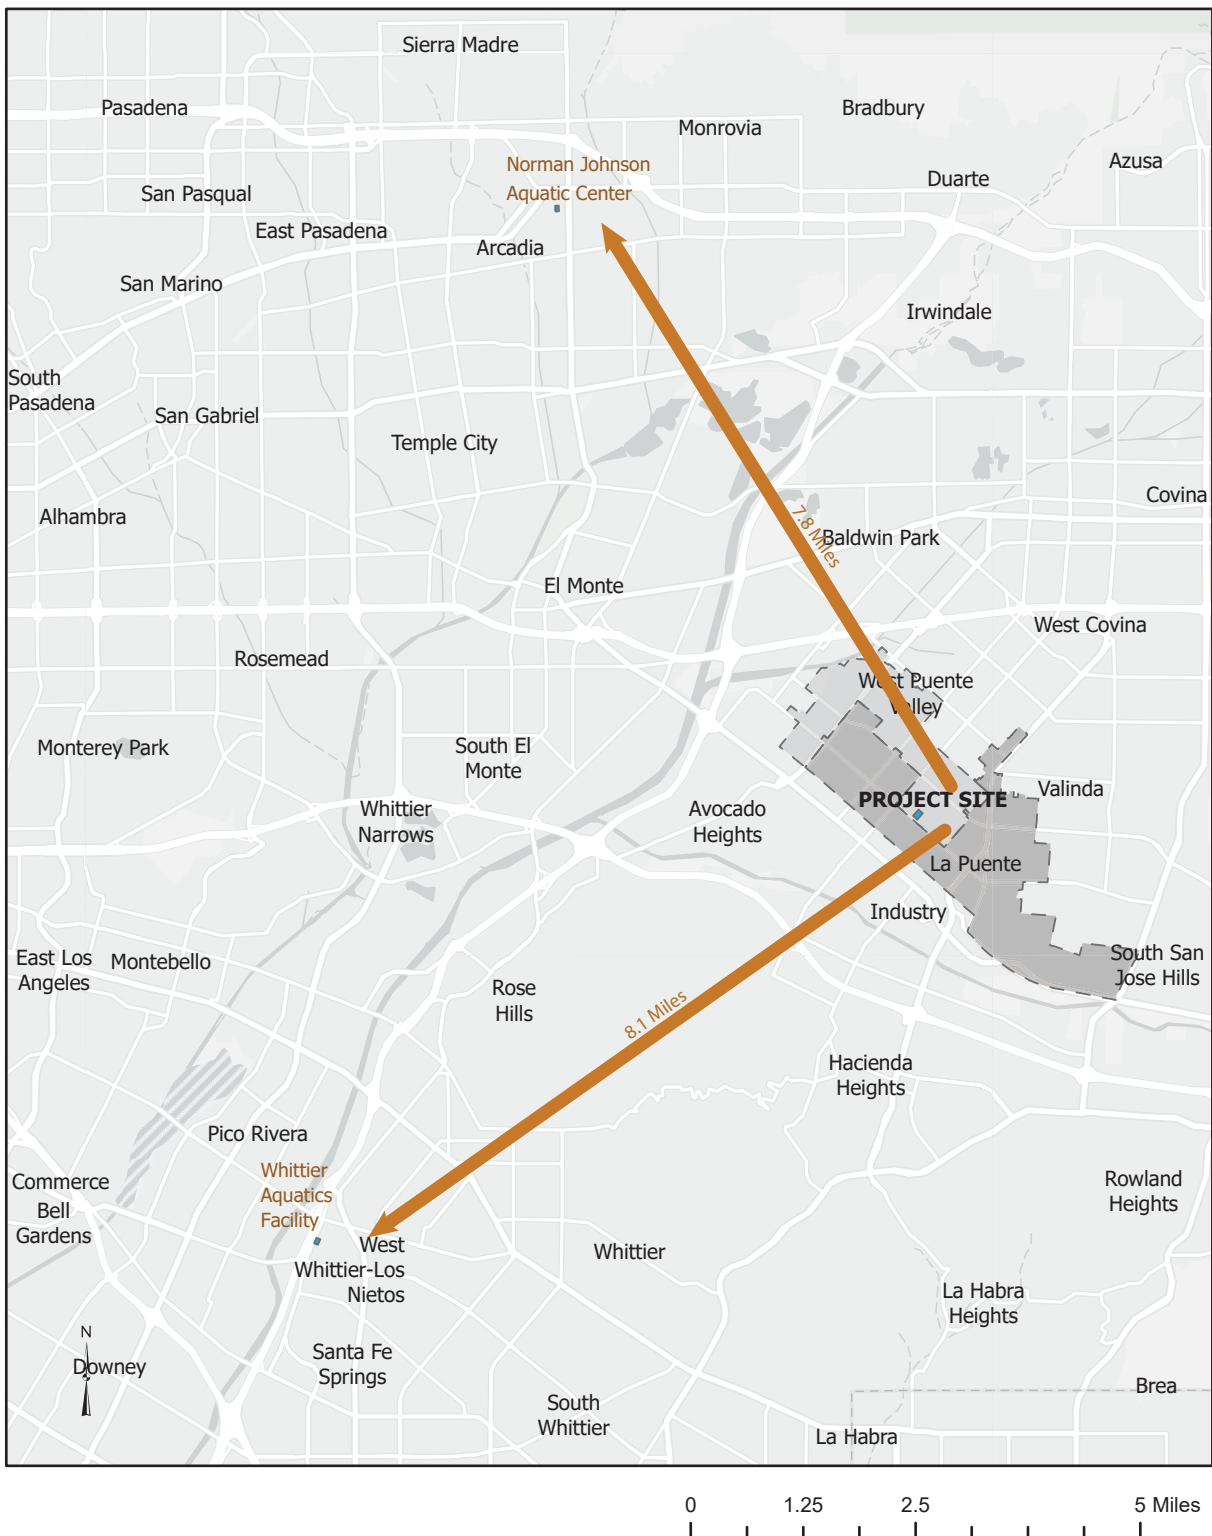 Sierra Madre
Pasadena
Bradbury
Monrovia
Norman Johnson
Aquatic Center
Azusa
Duarte
San Pasqual
East Pasadena
Arcadia
San Marino
Irwindale
South
Pasadena
San Gabriel
Temple City
Covina
Alhambra
7.8 Miles
Baldwin Park
El Monte
West Covina
Rosemead
West Puente
Valley
Monterey Park
South El
Monte
Valinda
PROJECT SITE
Whittier
Narrows
Avocado
Heights
La Puente
Industry
East Los
Angeles
Montebello
South San
Jose Hills
Rose
Hills
8.1 Miles
Hacienda
Heights
Pico Rivera
Whittier
Aquatics
Facility
Commerce
Bell
Gardens
Rowland
Heights
West
Whittier-Los
Nietos
Whittier
La Habra
Heights
N
Downey
Santa Fe
Springs
Brea
South
Whittier
La Habra
0 1.25 2.5 5 Miles